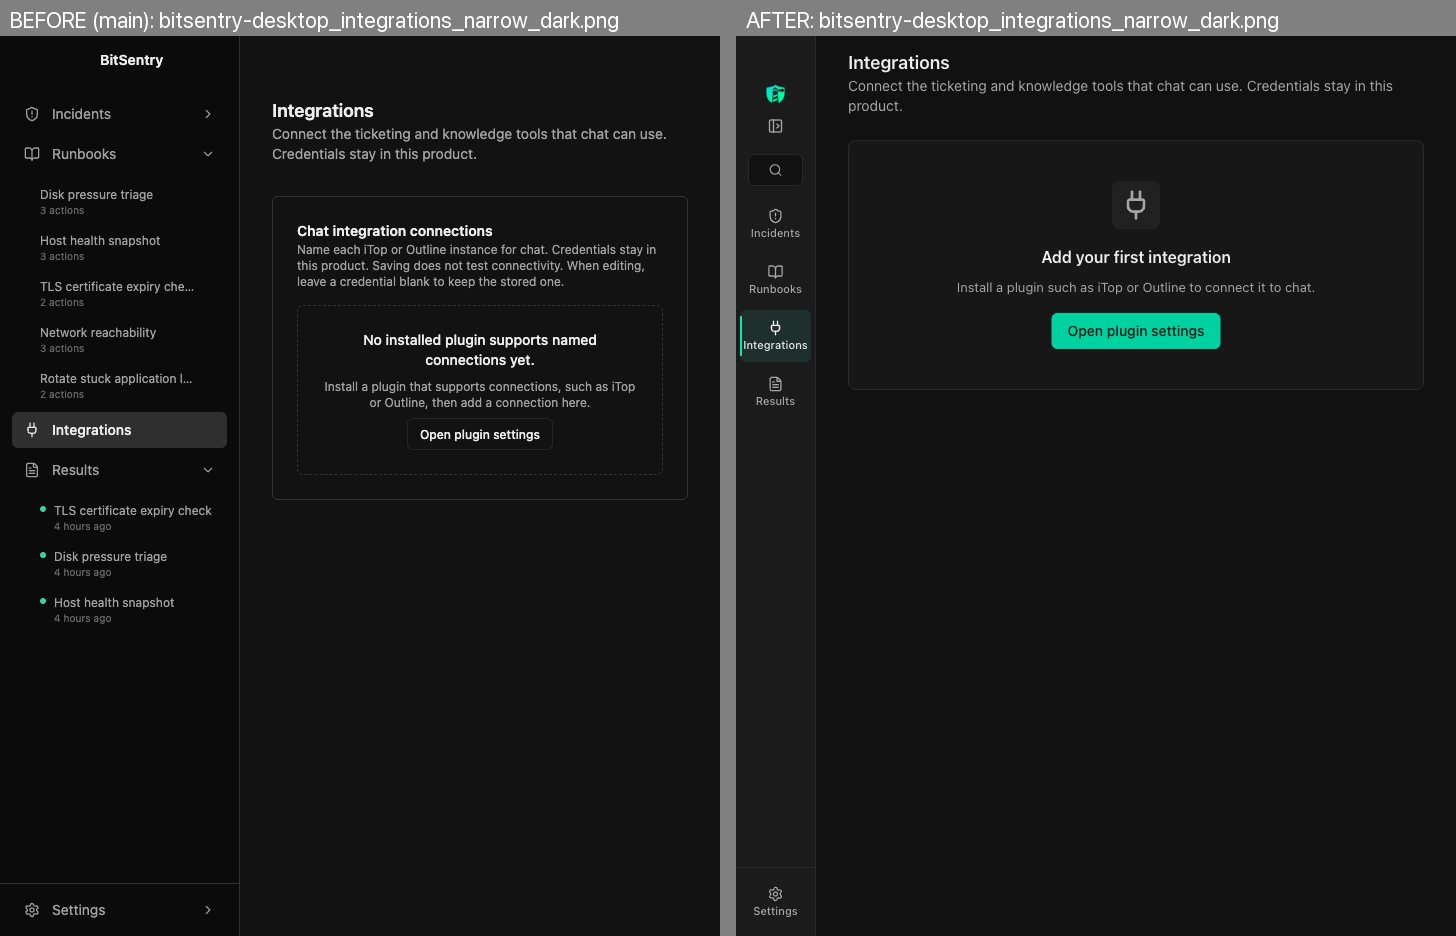 BEFORE (main): bitsentry-desktop_integrations_narrow_dark.png
BitSentry
Incidents
Runbooks
Disk pressure triage
3 actions
Host health snapshot
3 actions
TLS certificate expiry che...
2 actions
Network reachability
3 actions
Rotate stuck application l...
2 actions
Integrations
Results
TLS certificate expiry check
4 hours ago
Disk pressure triage
4 hours ago
Host health snapshot
4 hours ago
Settings
Integrations
Connect the ticketing and knowledge tools that chat can use.
Credentials stay in this product.
Chat integration connections
Name each iTop or Outline instance for chat. Credentials stay in
this product. Saving does not test connectivity. When editing,
leave a credential blank to keep the stored one.
No installed plugin supports named
connections yet.
Install a plugin that supports connections, such as iTop
or Outline, then add a connection here.
Open plugin settings
AFTER: bitsentry-desktop_integrations_narrow_dark.png
Incidents
Runbooks
Integrations
Results
Settings
Integrations
Connect the ticketing and knowledge tools that chat can use. Credentials stay in this
product.
Add your first integration
Install a plugin such as iTop or Outline to connect it to chat.
Open plugin settings